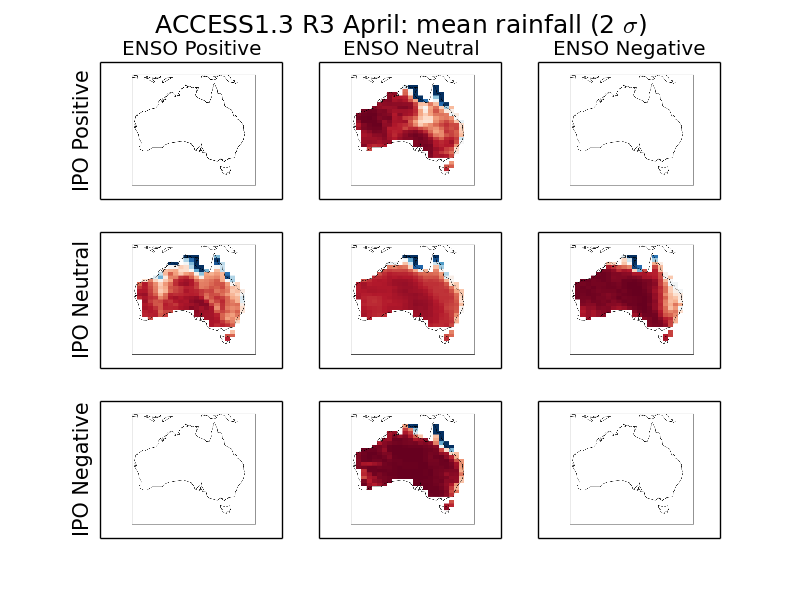 ACCESS1.3 R3 April: mean rainfall (2 σ)
ENSO Positive
ENSO Neutral
ENSO Negative
IPO Positive
IPO Neutral
IPO Negative